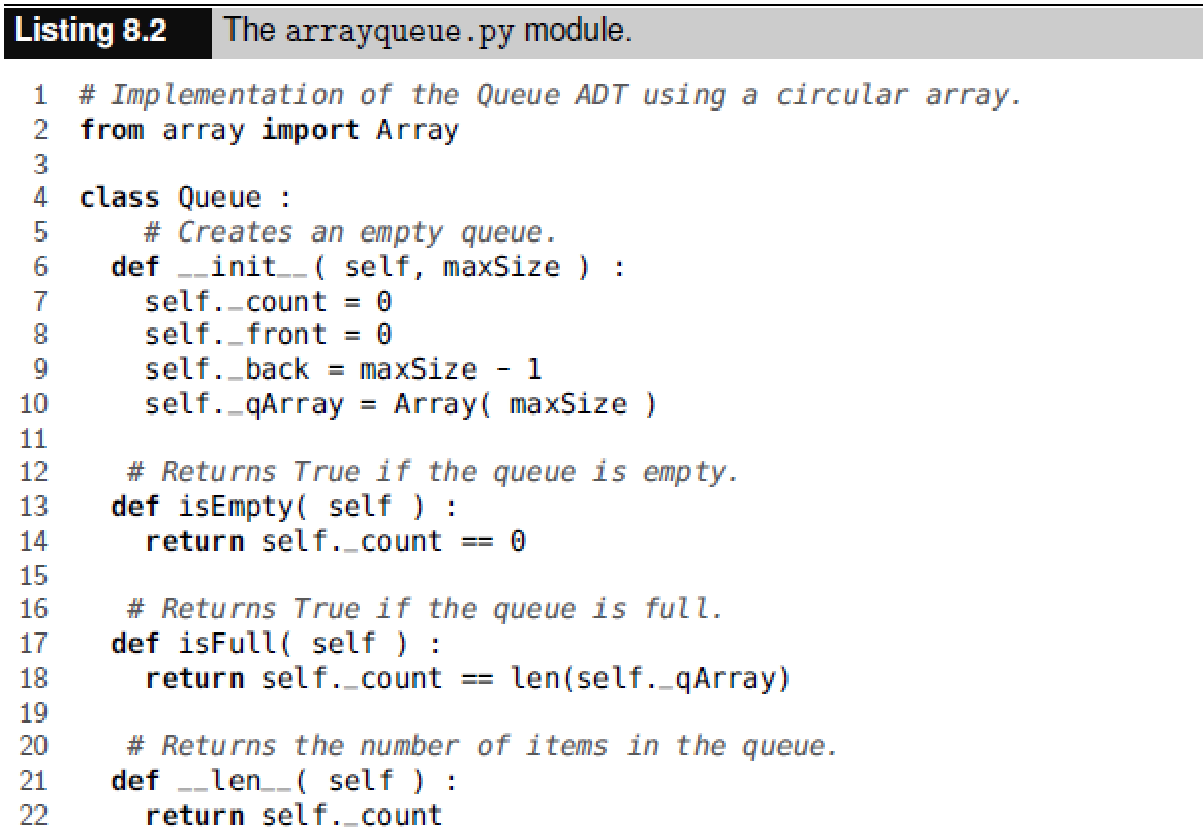 Listing 8.2 The arrayqueue.py module.
1 # Implementation of the Queue ADT using a circular array.
2 from array import Array
3
4 class Queue :
5 # Creates an empty queue.
6 def __init__( self, maxSize ) :
7 self._count = 0
8 self._front = 0
9 self._back = maxSize - 1
10 self._qArray = Array( maxSize )
11
12 # Returns True if the queue is empty.
13 def isEmpty( self ) :
14 return self._count == 0
15
16 # Returns True if the queue is full.
17 def isFull( self ) :
18 return self._count == len(self._qArray)
19
20 # Returns the number of items in the queue.
21 def __len__( self ) :
22 return self._count